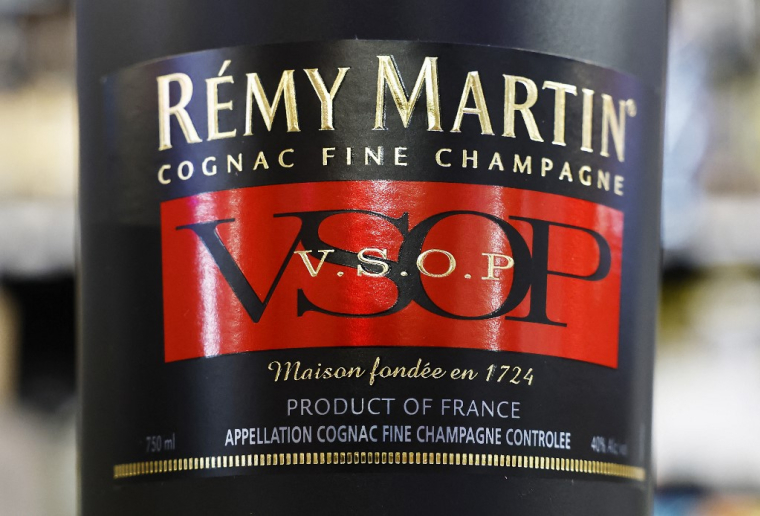 RÉMY MARTIN®
COGNAC FINE CHAMPAGNE
VSOP
V.S.O.P
Maison fondée en 1724
PRODUCT OF FRANCE
APPELLATION COGNAC FINE CHAMPAGNE CONTROLEE
750 ml
40% Alc/vol